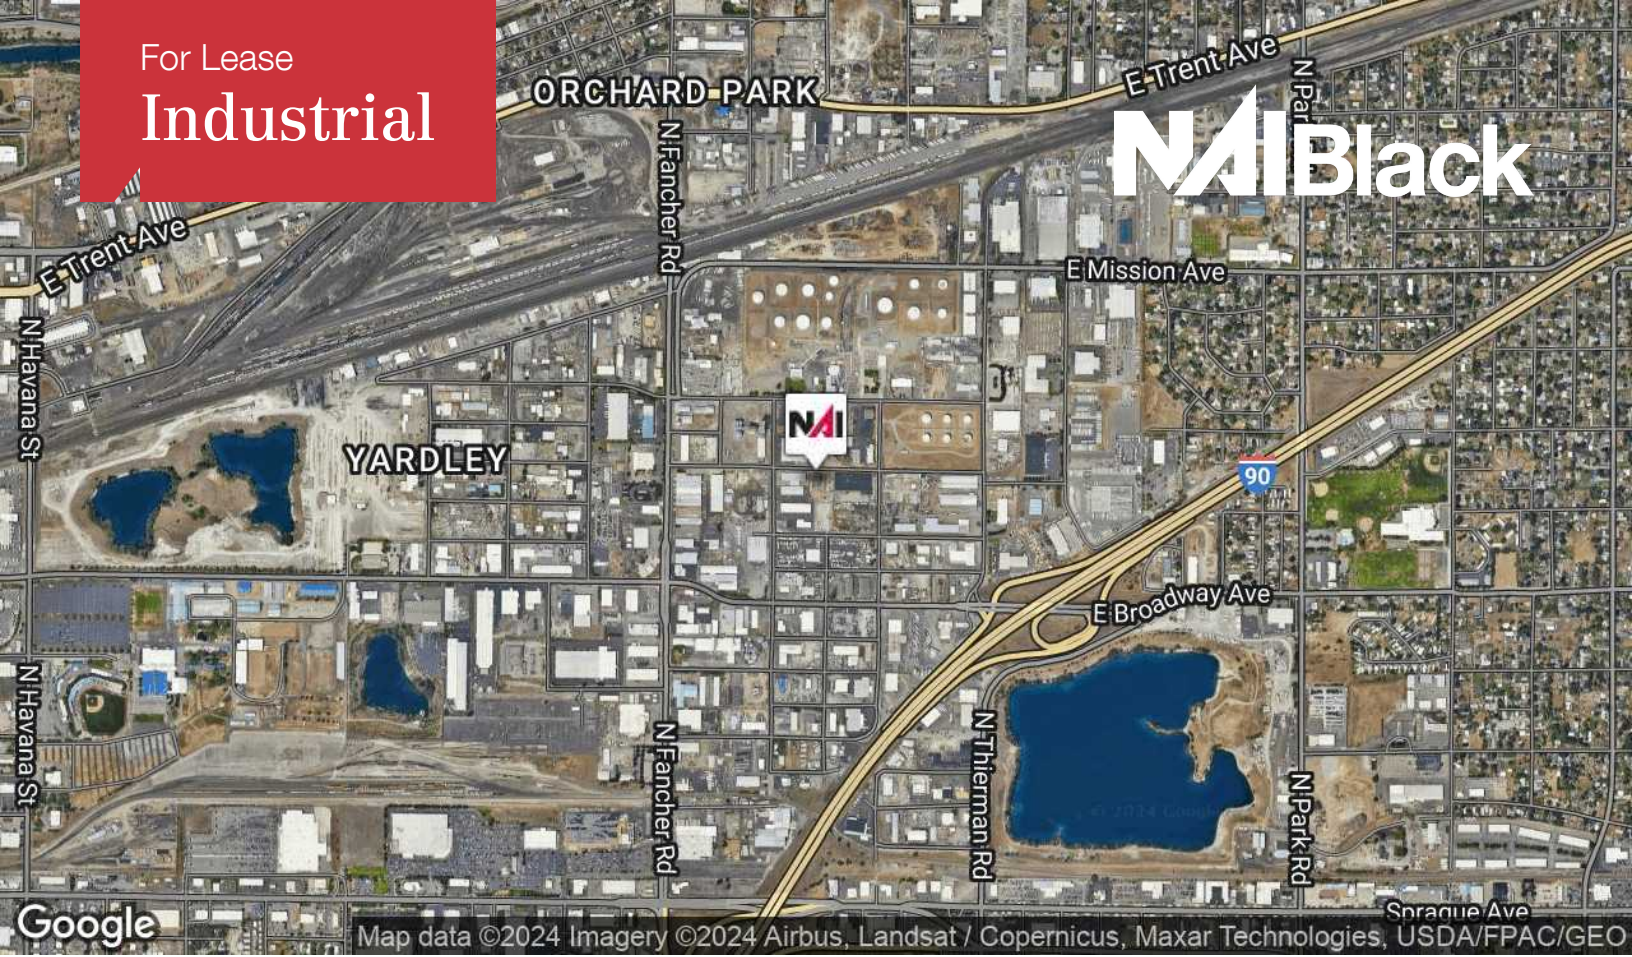 For Lease
Industrial
ORCHARD PARK
E Trent Ave
N Par
NAIBlack
N Fancher Rd
E Trent Ave
E Mission Ave
N Havana St
NAI
YARDLEY
90
E Broadway Ave
N Havana St
N Fancher Rd
N Thierman Rd
N Park Rd
© 2024 Google
Sprague Ave
Google
Map data ©2024 Imagery ©2024 Airbus, Landsat / Copernicus, Maxar Technologies, USDA/FPAC/GEO